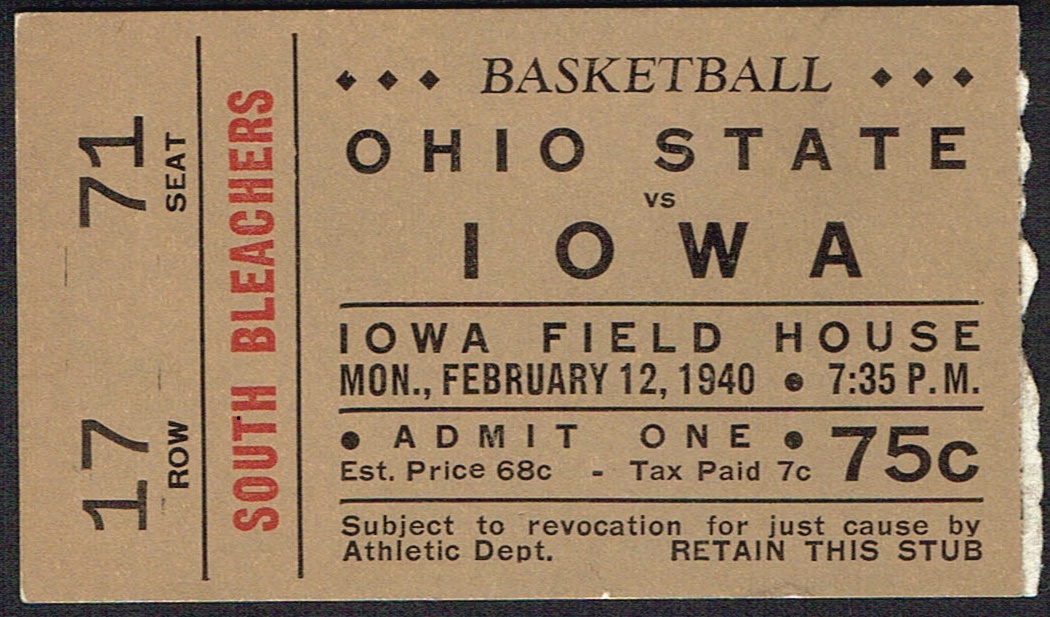 71
SEAT
17
ROW
SOUTH BLEACHERS
BASKETBALL
OHIO STATE
vs
IOWA
IOWA FIELD HOUSE
MON., FEBRUARY 12, 1940 • 7:35 P.M.
• ADMIT ONE • 75c
Est. Price 68c - Tax Paid 7c
Subject to revocation for just cause by
Athletic Dept. RETAIN THIS STUB